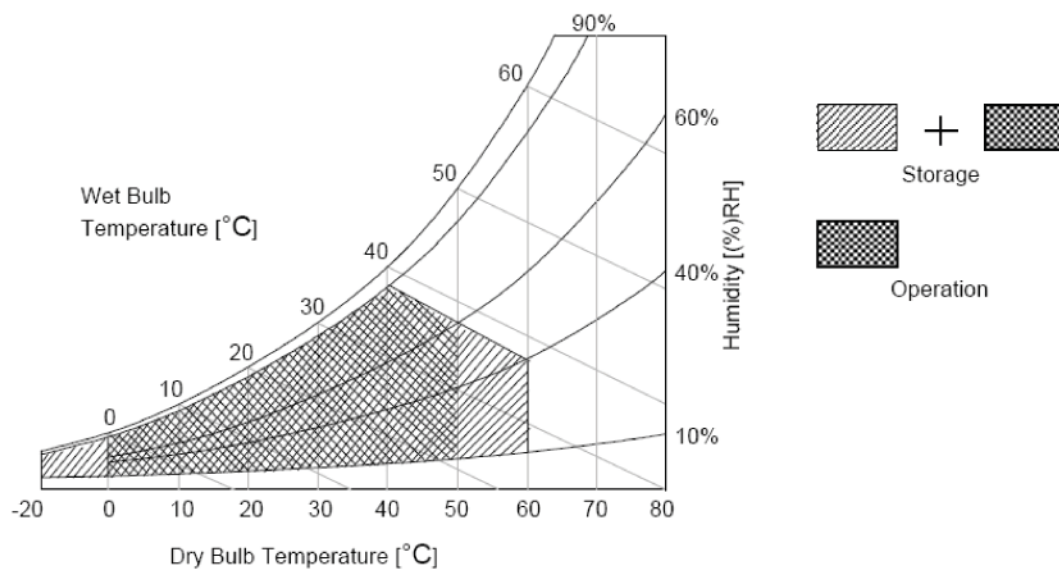 90%
60
60%
50
Wet Bulb
Temperature [°C]
40
40%
30
20
10
0
10%
Humidity [(%)RH]
-20 0 10 20 30 40 50 60 70 80
Dry Bulb Temperature [°C]
+
Storage
Operation